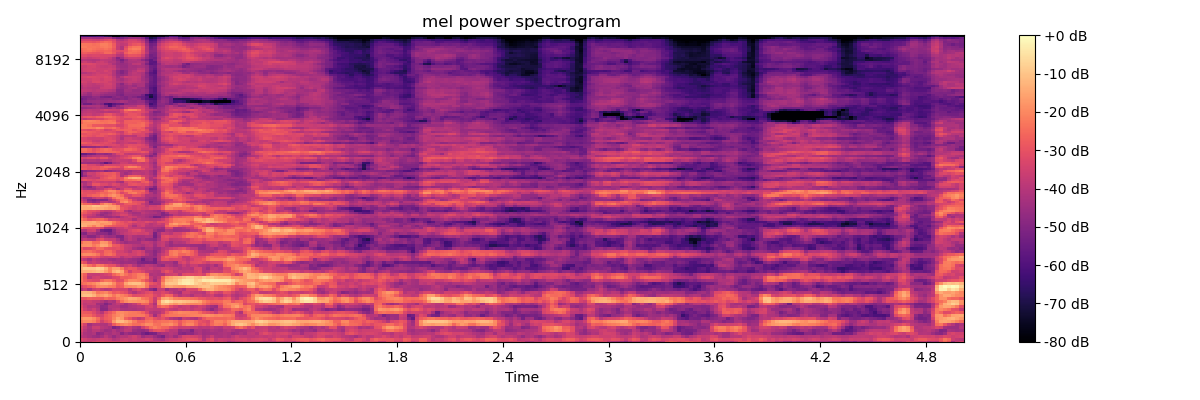 mel power spectrogram
8192
4096
2048
1024
512
0
Hz
0 0.6 1.2 1.8 2.4 3 3.6 4.2 4.8
Time
+0 dB
-10 dB
-20 dB
-30 dB
-40 dB
-50 dB
-60 dB
-70 dB
-80 dB